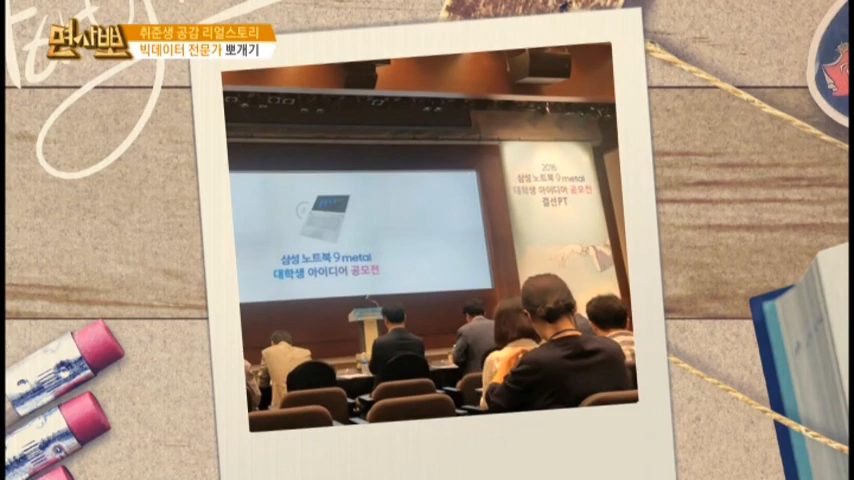 면사뽀
취준생 공감 리얼스토리
빅데이터 전문가 뽀개기
삼성 노트북 9 metal
대학생 아이디어 공모전
2016
삼성 노트북 9 metal
대학생 아이디어 공모전
결선 PT